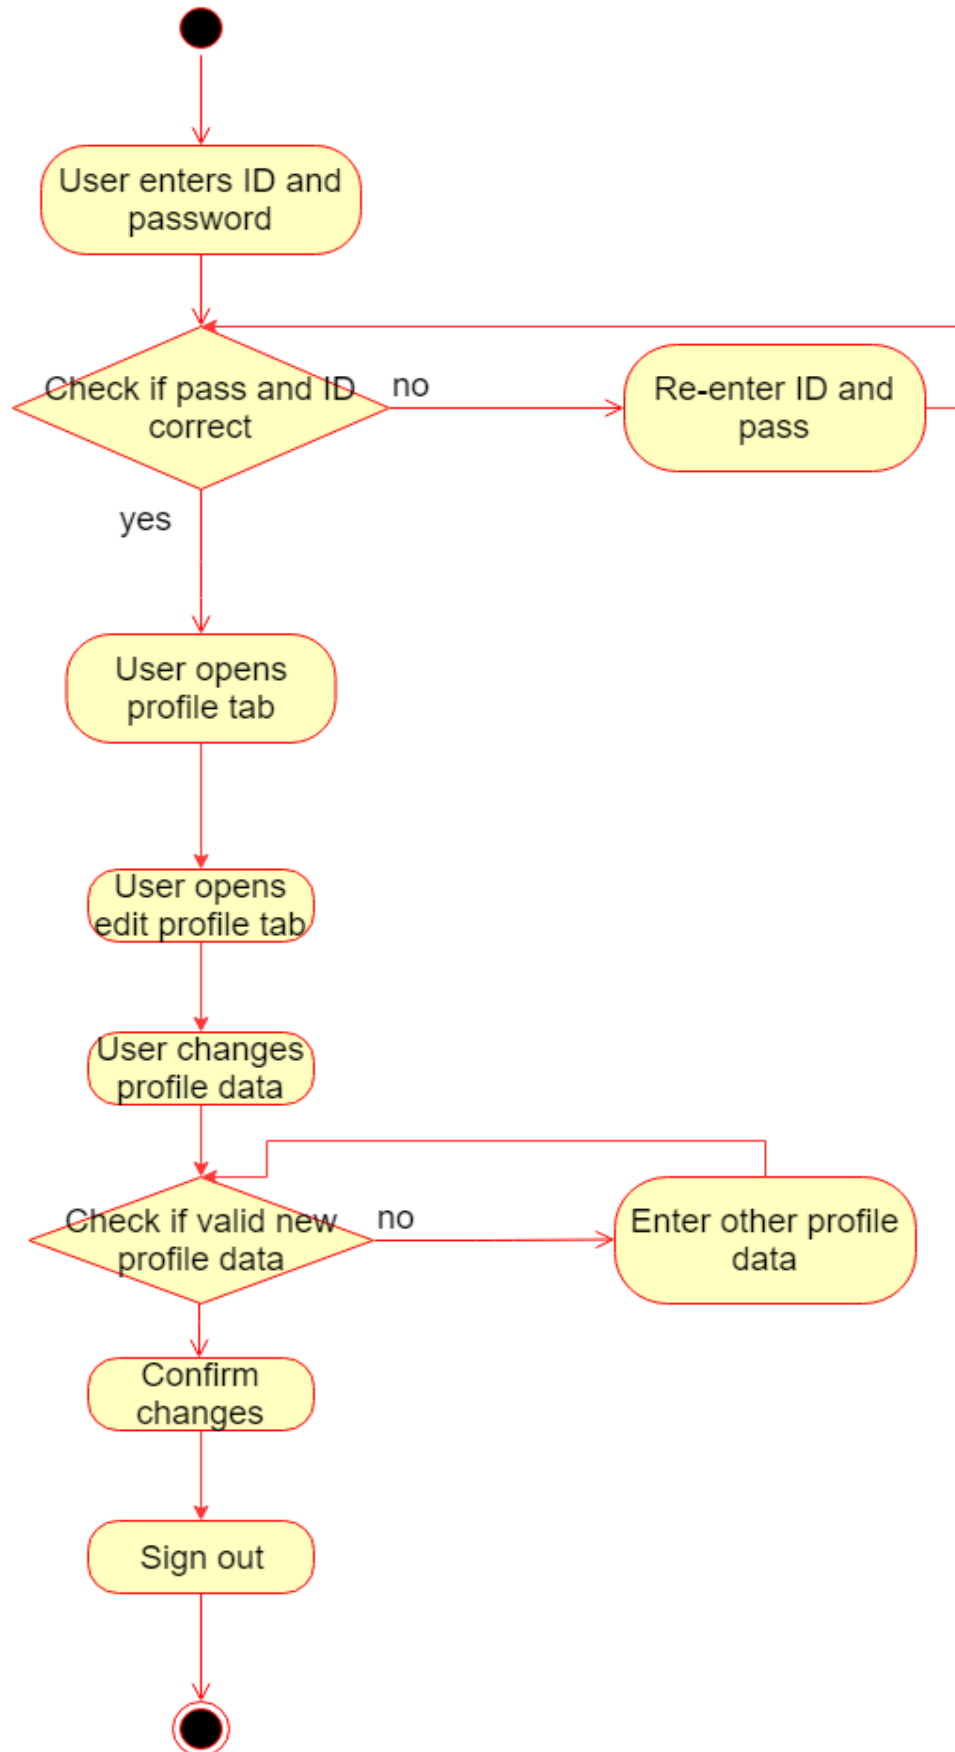 User enters ID and
password
Check if pass and ID
correct
no
Re-enter ID and
pass
yes
User opens
profile tab
User opens
edit profile tab
User changes
profile data
Check if valid new
profile data
no
Enter other profile
data
Confirm
changes
Sign out